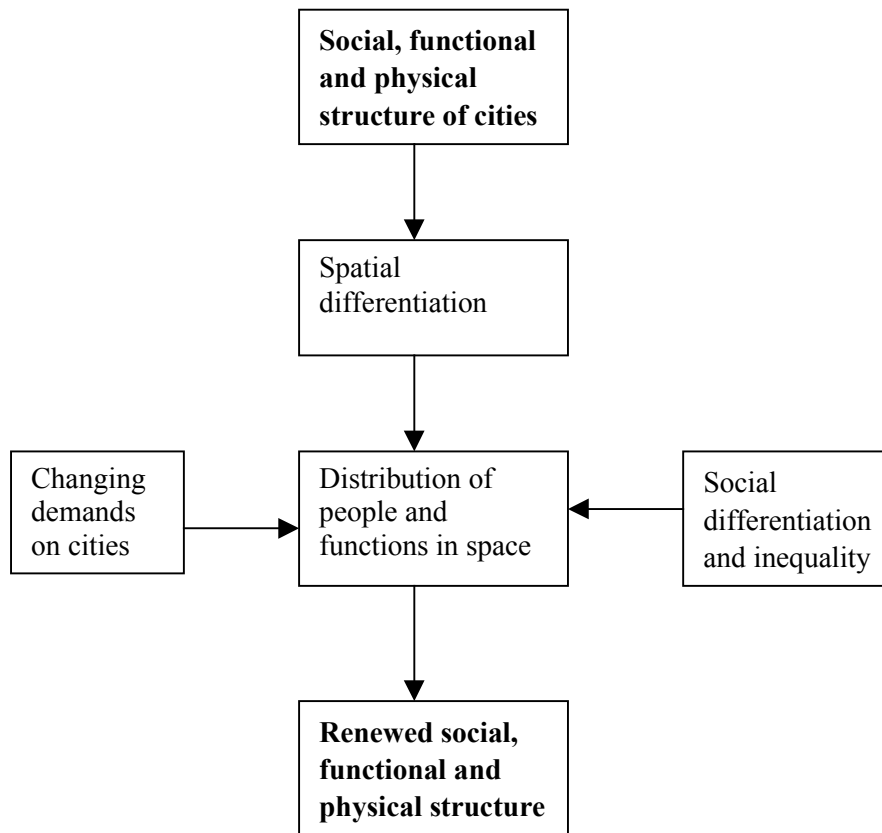 Social, functional
and physical
structure of cities
Spatial
differentiation
Changing
demands
on cities
Distribution of
people and
functions in space
Social
differentiation
and inequality
Renewed social,
functional and
physical structure